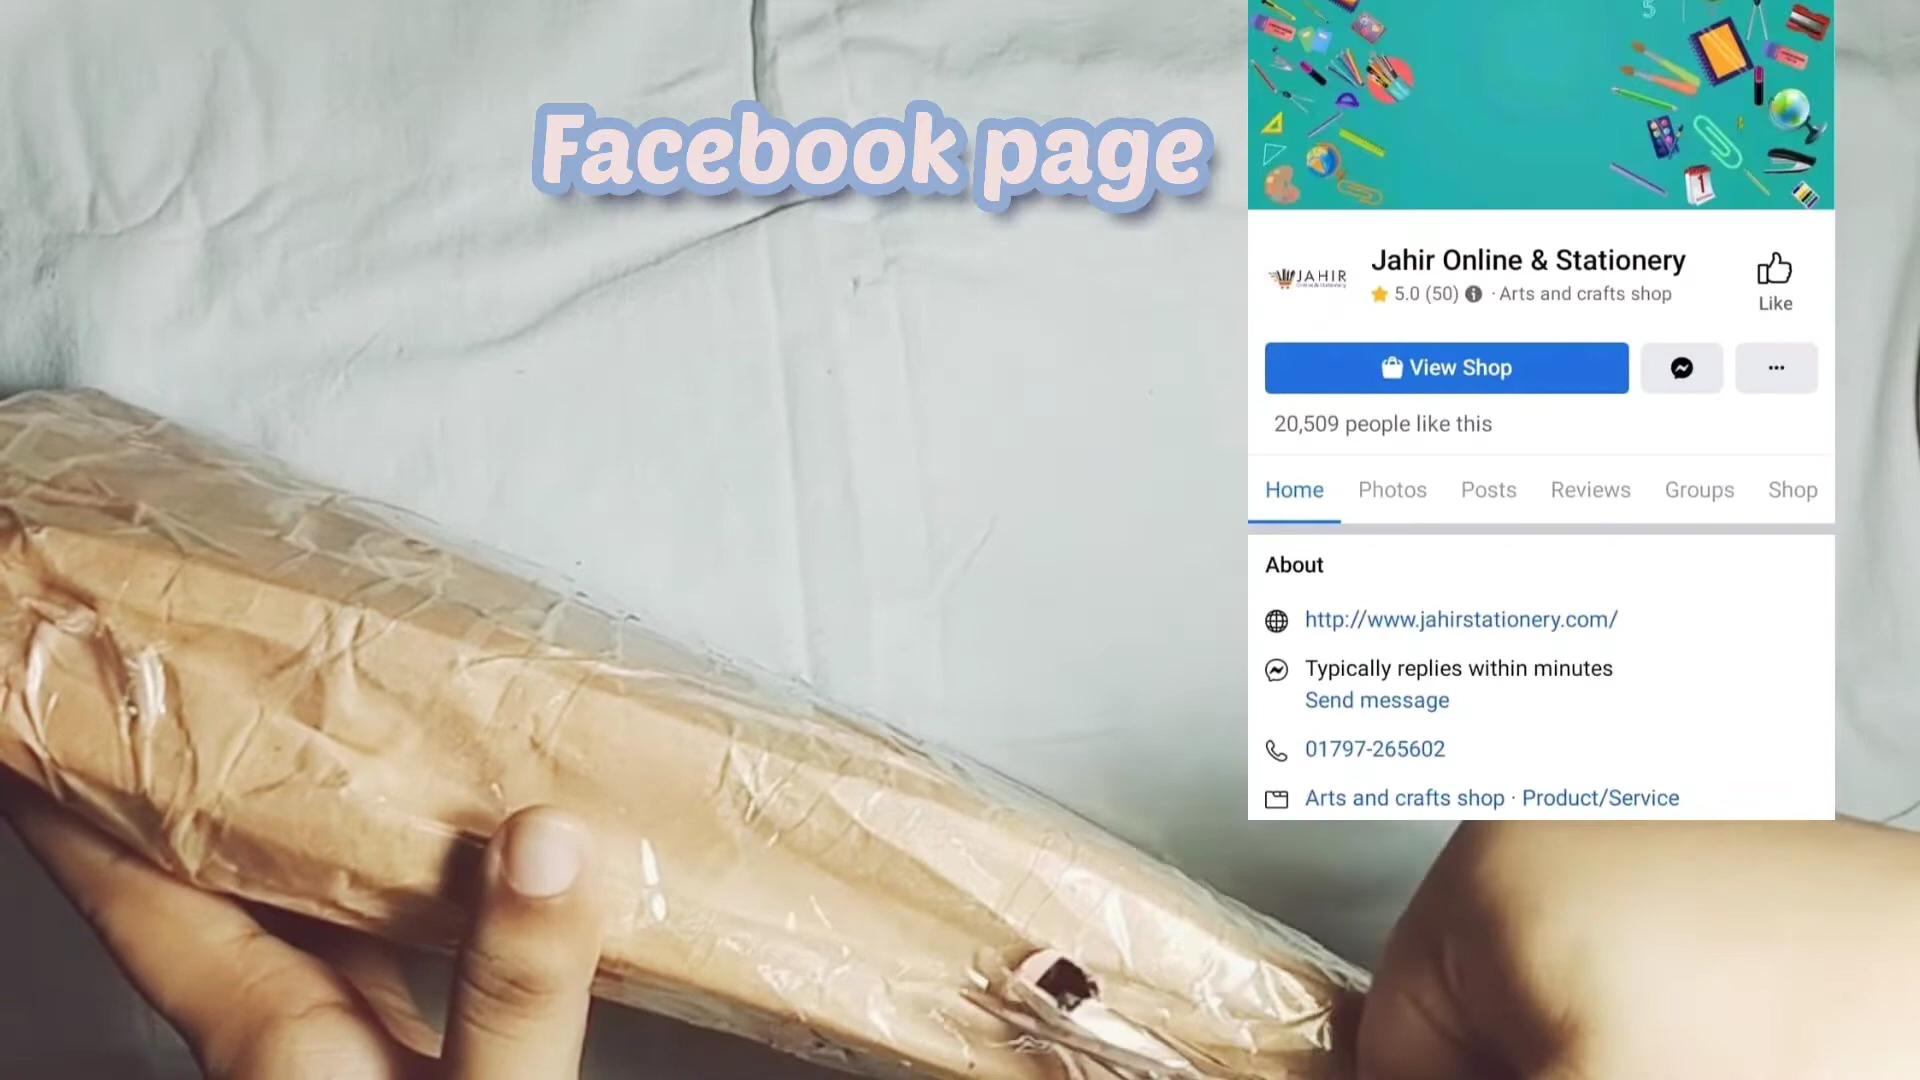 Facebook page
JAHIR
Jahir Online & Stationery
5.0 (50) · Arts and crafts shop
Like
View Shop
20,509 people like this
Home Photos Posts Reviews Groups Shop
About
http://www.jahirstationery.com/
Typically replies within minutes
Send message
01797-265602
Arts and crafts shop · Product/Service